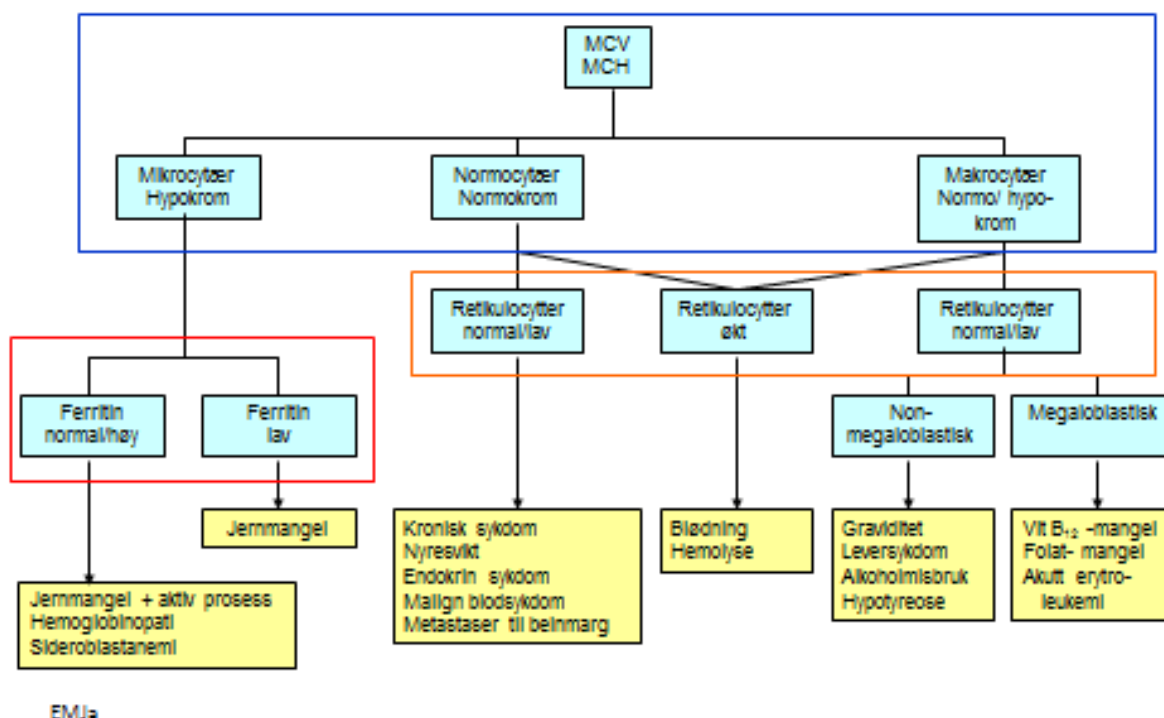 MCV
MCH
Mikrocytær
Hypokrom
Normocytær
Normokrom
Makrocytær
Normo/ hypo-
krom
Retikulocytter
normal/lav
Retikulocytter
økt
Retikulocytter
normal/lav
Ferritin
normal/høy
Ferritin
lav
Non-
megaloblastisk
Megaloblastisk
Jernmangel
Kronisk sykdom
Nyresvikt
Endokrin sykdom
Malign blodsykdom
Metastaser til beinmarg
Blødning
Hemolyse
Graviditet
Leversykdom
Alkoholmisbruk
Hypotyreose
Vit B₁₂ -mangel
Folat- mangel
Akutt erytro-
leukemi
Jernmangel + aktiv prosess
Hemoglobinopati
Sideroblastanemi
EMJa